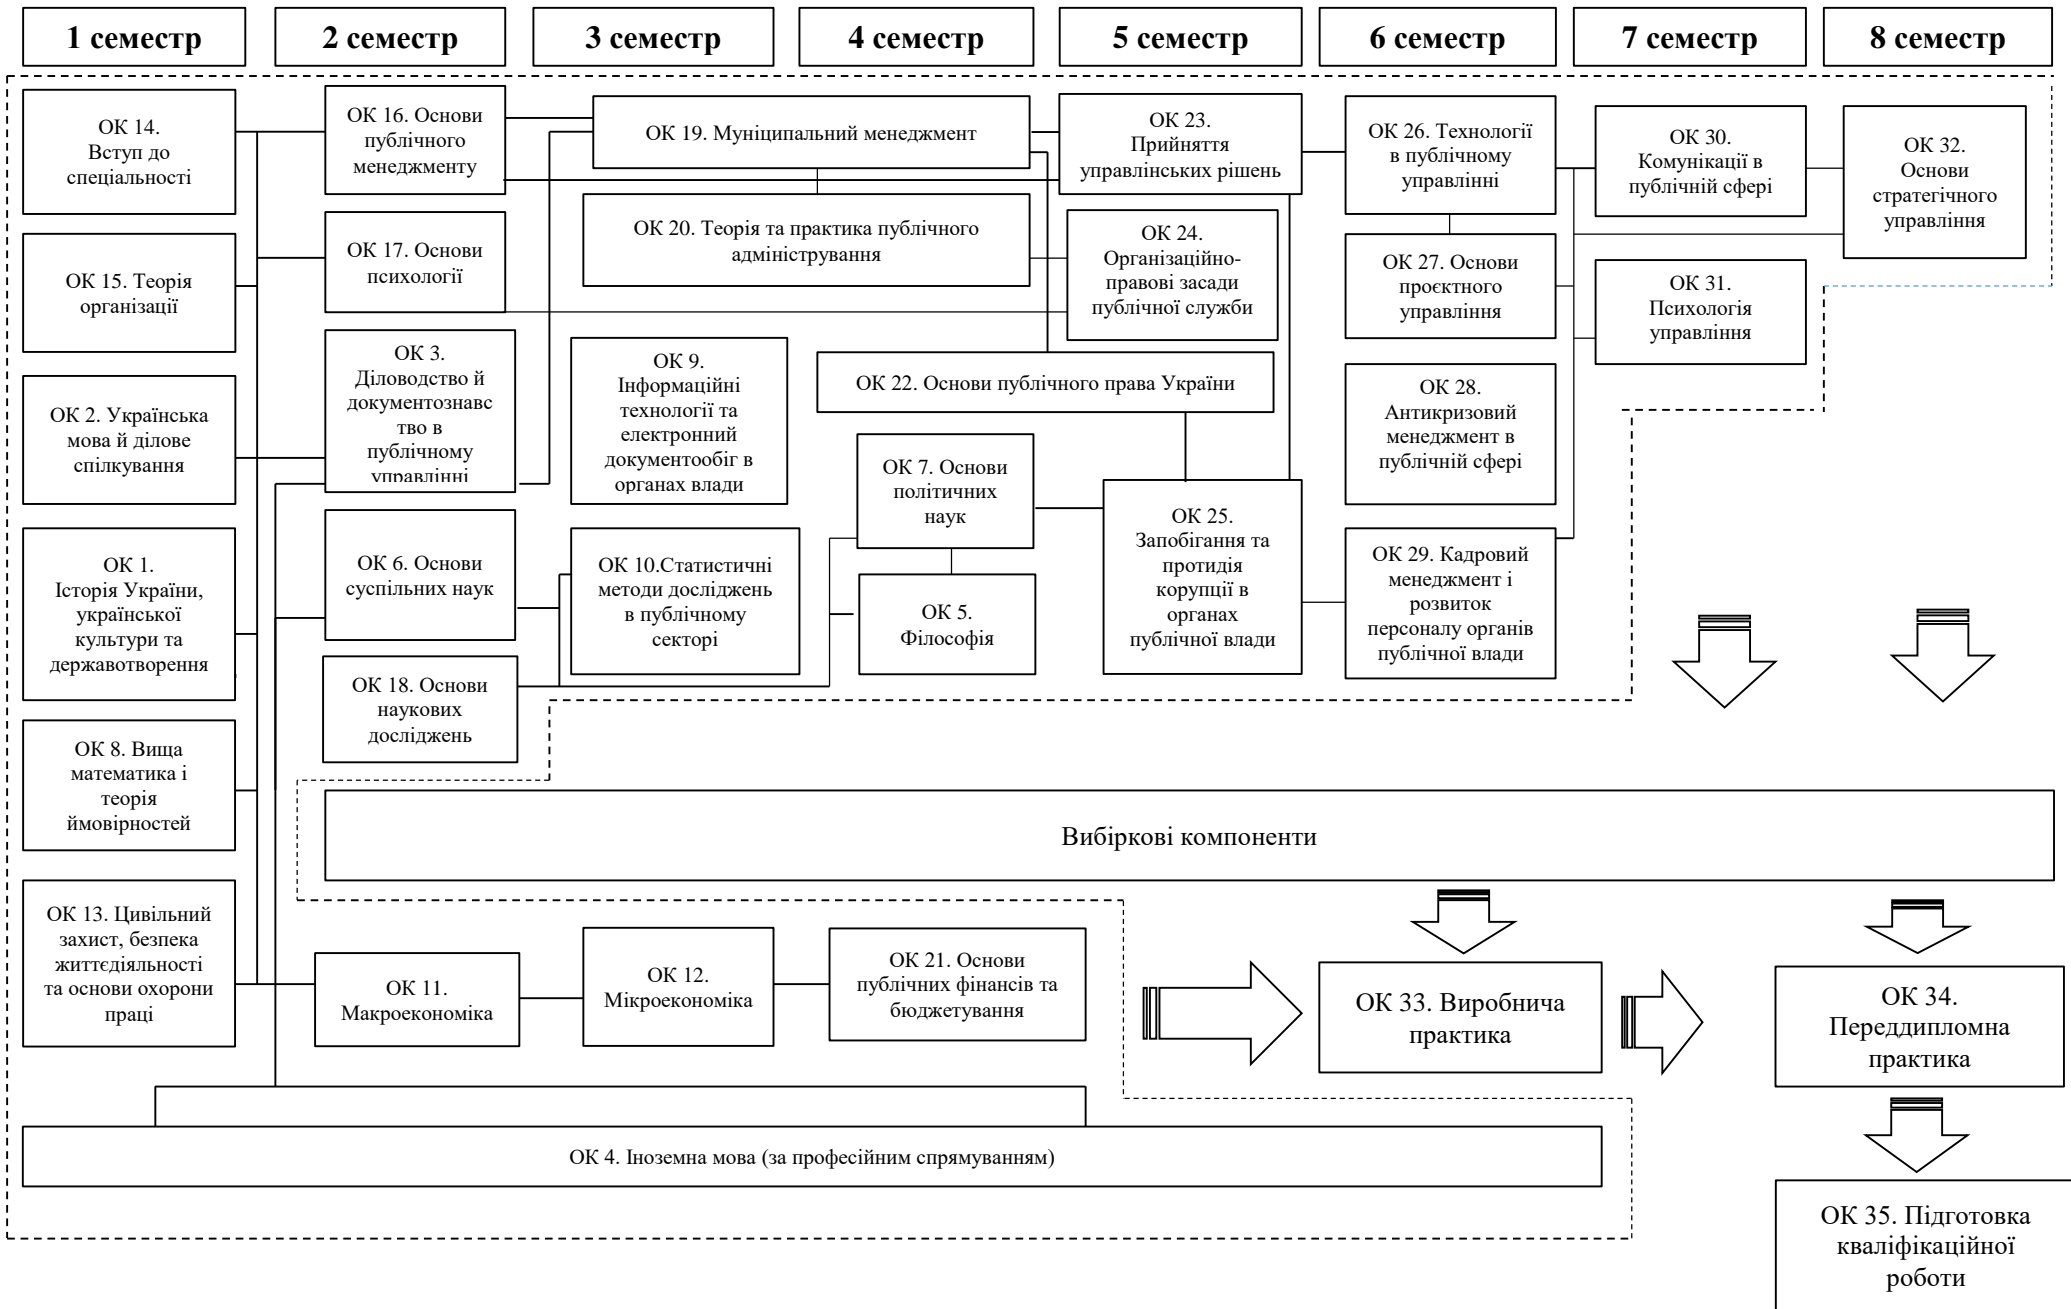 1 семестр
2 семестр
3 семестр
4 семестр
5 семестр
6 семестр
7 семестр
8 семестр
ОК 14.
Вступ до
спеціальності
ОК 16. Основи
публічного
менеджменту
ОК 19. Муніципальний менеджмент
ОК 23.
Прийняття
управлінських рішень
ОК 26. Технології
в публічному
управлінні
ОК 30.
Комунікації в
публічній сфері
ОК 32.
Основи
стратегічного
управління
ОК 15. Теорія
організації
ОК 17. Основи
психології
ОК 20. Теорія та практика публічного
адміністрування
ОК 24.
Організаційно-
правові засади
публічної служби
ОК 27. Основи
проєктного
управління
ОК 31.
Психологія
управління
ОК 2. Українська
мова й ділове
спілкування
ОК 3.
Діловодство й
документознавс
тво в
публічному
управлінні
ОК 9.
Інформаційні
технології та
електронний
документообіг в
органах влади
ОК 22. Основи публічного права України
ОК 28.
Антикризовий
менеджмент в
публічній сфері
ОК 7. Основи
політичних
наук
ОК 1.
Історія України,
української
культури та
державотворення
ОК 6. Основи
суспільних наук
ОК 10.Статистичні
методи досліджень
в публічному
секторі
ОК 5.
Філософія
ОК 25.
Запобігання та
протидія
корупції в
органах
публічної влади
ОК 29. Кадровий
менеджмент і
розвиток
персоналу органів
публічної влади
ОК 18. Основи
наукових
досліджень
ОК 8. Вища
математика і
теорія
ймовірностей
Вибіркові компоненти
ОК 13. Цивільний
захист, безпека
життєдіяльності
та основи охорони
праці
ОК 11.
Макроекономіка
ОК 12.
Мікроекономіка
ОК 21. Основи
публічних фінансів та
бюджетування
ОК 33. Виробнича
практика
ОК 34.
Переддипломна
практика
ОК 4. Іноземна мова (за професійним спрямуванням)
ОК 35. Підготовка
кваліфікаційної
роботи